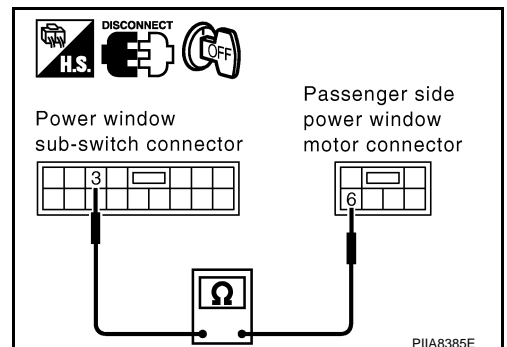 DISCONNECT
H.S.
OFF
Power window
sub-switch connector
Passenger side
power window
motor connector
3
6
Ω
PIIA8385E